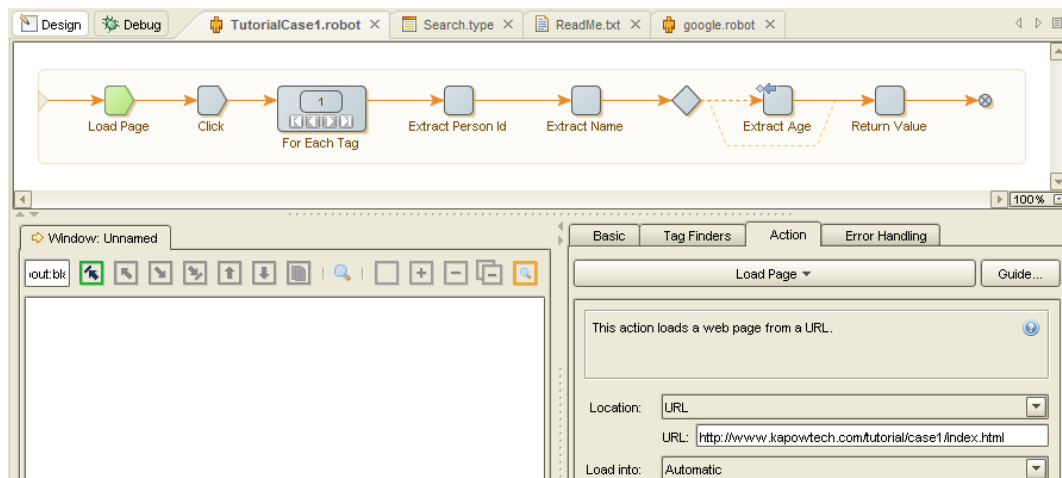 Design Debug TutorialCase1.robot Search.type ReadMe.txt google.robot
1
Load Page Click For Each Tag Extract Person Id Extract Name Extract Age Return Value
100%
Window: Unnamed
Basic Tag Finders Action Error Handling
Load Page Guide...
This action loads a web page from a URL.
Location: URL
URL: http://www.kapowtech.com/tutorial/case1/index.html
Load into: Automatic